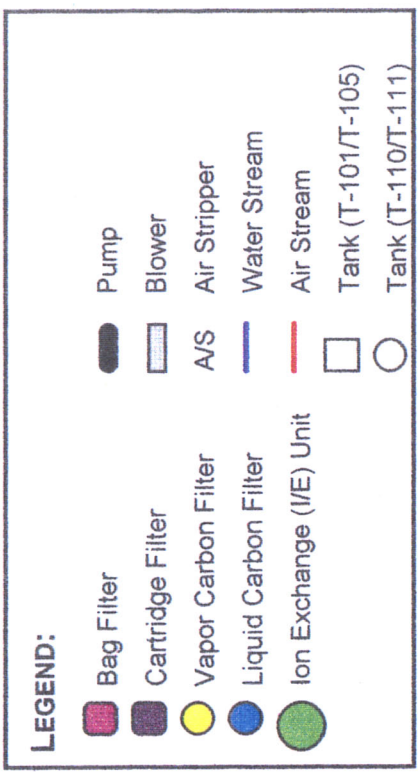 LEGEND:
Bag Filter
Cartridge Filter
Vapor Carbon Filter
Liquid Carbon Filter
Ion Exchange (I/E) Unit
Pump
Blower
A/S Air Stripper
Water Stream
Air Stream
Tank (T-101/T-105)
Tank (T-110/T-111)